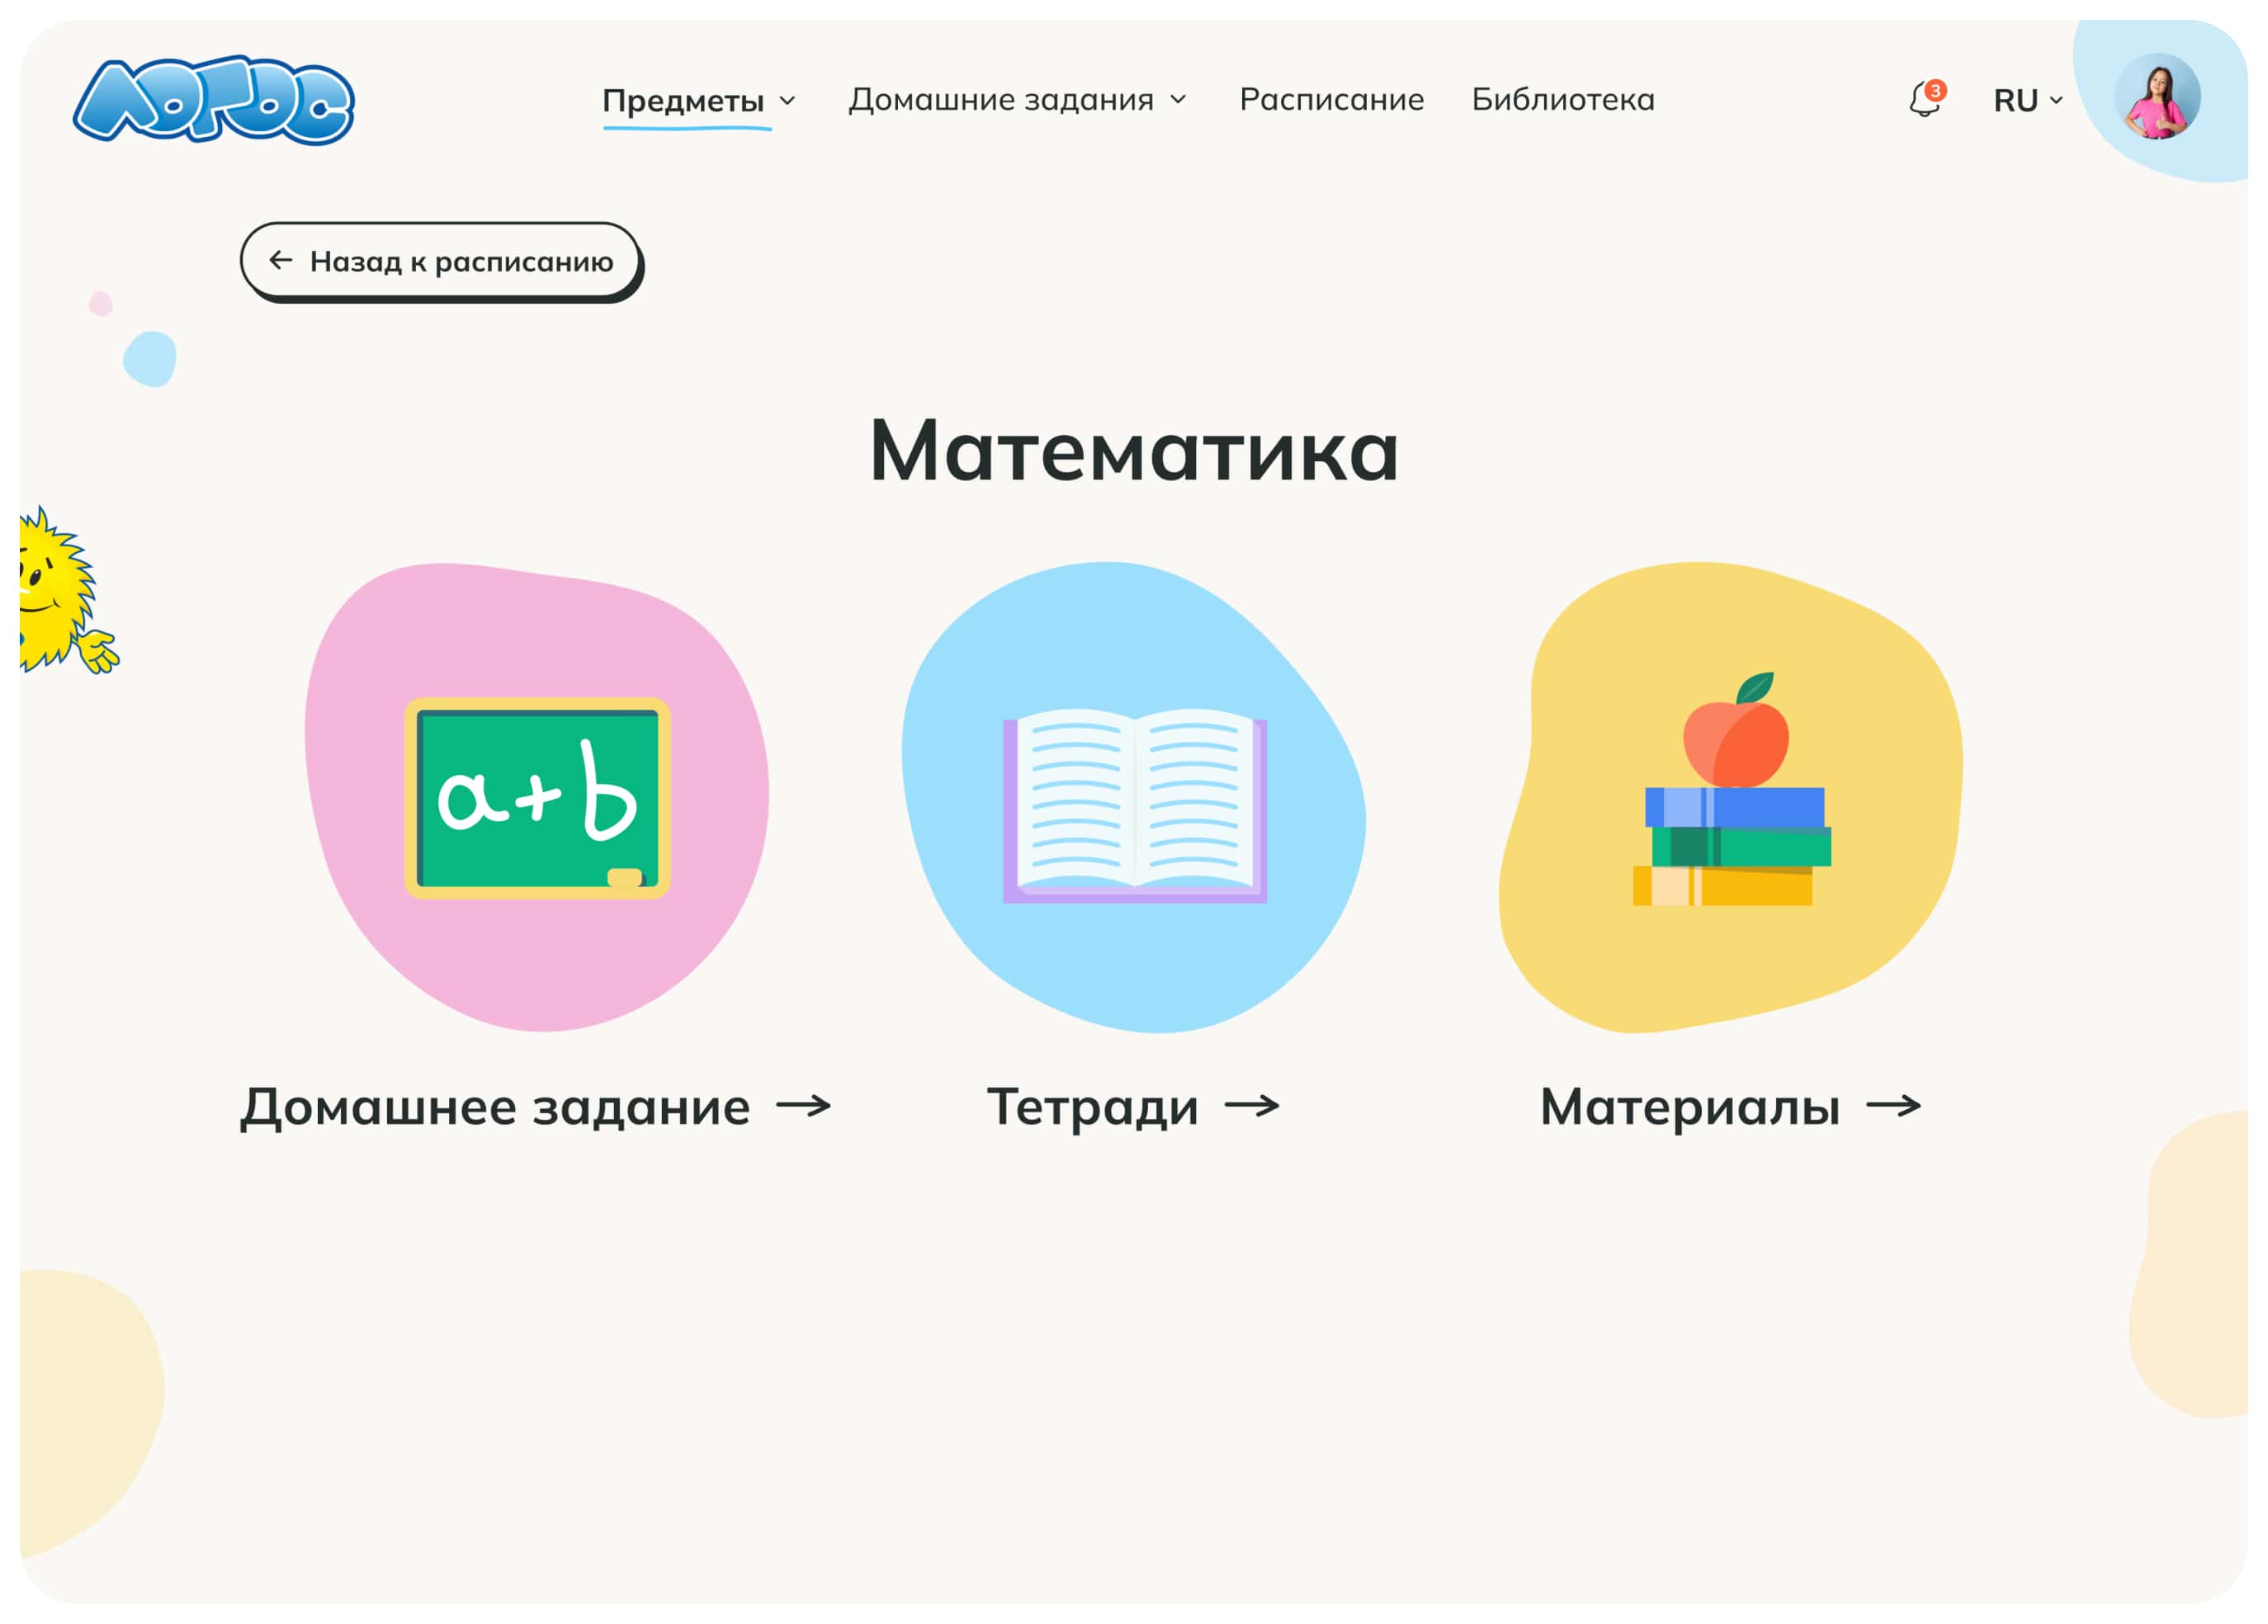 ЛОГОС
Предметы
Домашние задания
Расписание
Библиотека
3
RU
Назад к расписанию
Математика
a+b
Домашнее задание
Тетради
Материалы